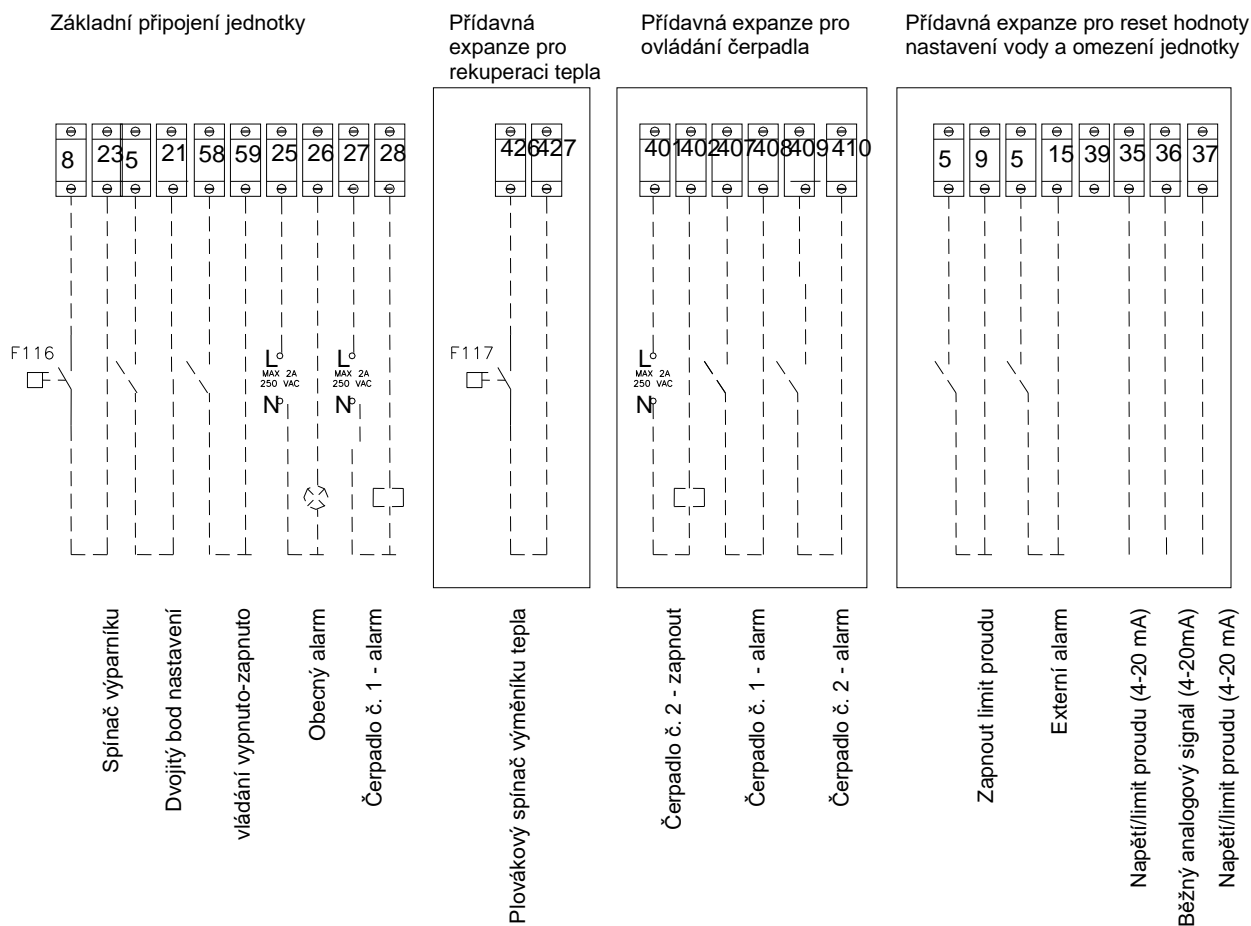 Základní připojení jednotky
Přídavná
expanze pro
rekuperaci tepla
Přídavná expanze pro
ovládání čerpadla
Přídavná expanze pro reset hodnoty
nastavení vody a omezení jednotky
8 23 5 21 58 59 25 26 27 28
426 427
401 402 407 408 409 410
5 9 5 15 39 35 36 37
F116
L
MAX 2A
250 VAC
N
L
MAX 2A
250 VAC
N
F117
L
MAX 2A
250 VAC
N
Spínač výparníku
Dvojitý bod nastavení
vládání vypnuto-zapnuto
Obecný alarm
Čerpadlo č. 1 - alarm
Plovákový spínač výměníku tepla
Čerpadlo č. 2 - zapnout
Čerpadlo č. 1 - alarm
Čerpadlo č. 2 - alarm
Zapnout limit proudu
Externí alarm
Napětí/limit proudu (4-20 mA)
Běžný analogový signál (4-20mA)
Napětí/limit proudu (4-20 mA)